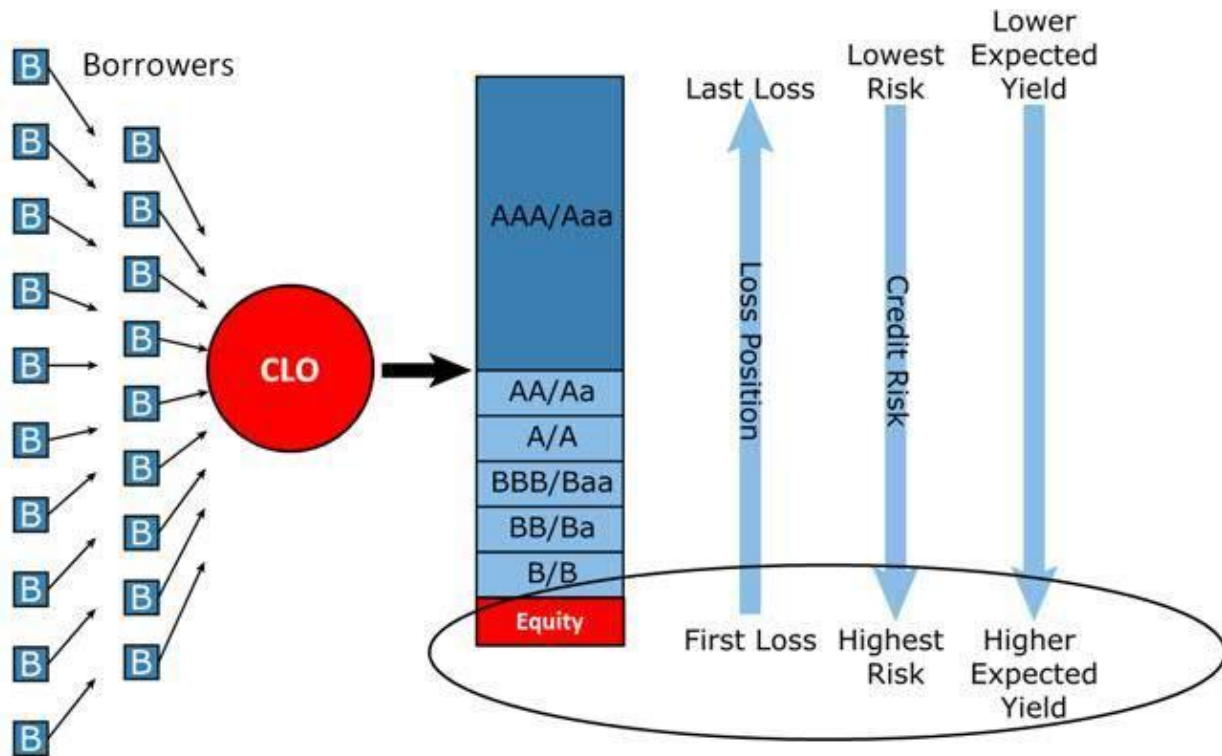 B
B
B
B
B
B
B
B
B
B
Borrowers
B
B
B
B
B
B
B
B
B
CLO
AAA/Aaa
AA/Aa
A/A
BBB/Baa
BB/Ba
B/B
Equity
Last Loss
Loss Position
First Loss
Lowest
Risk
Credit Risk
Highest
Risk
Lower
Expected
Yield
Higher
Expected
Yield